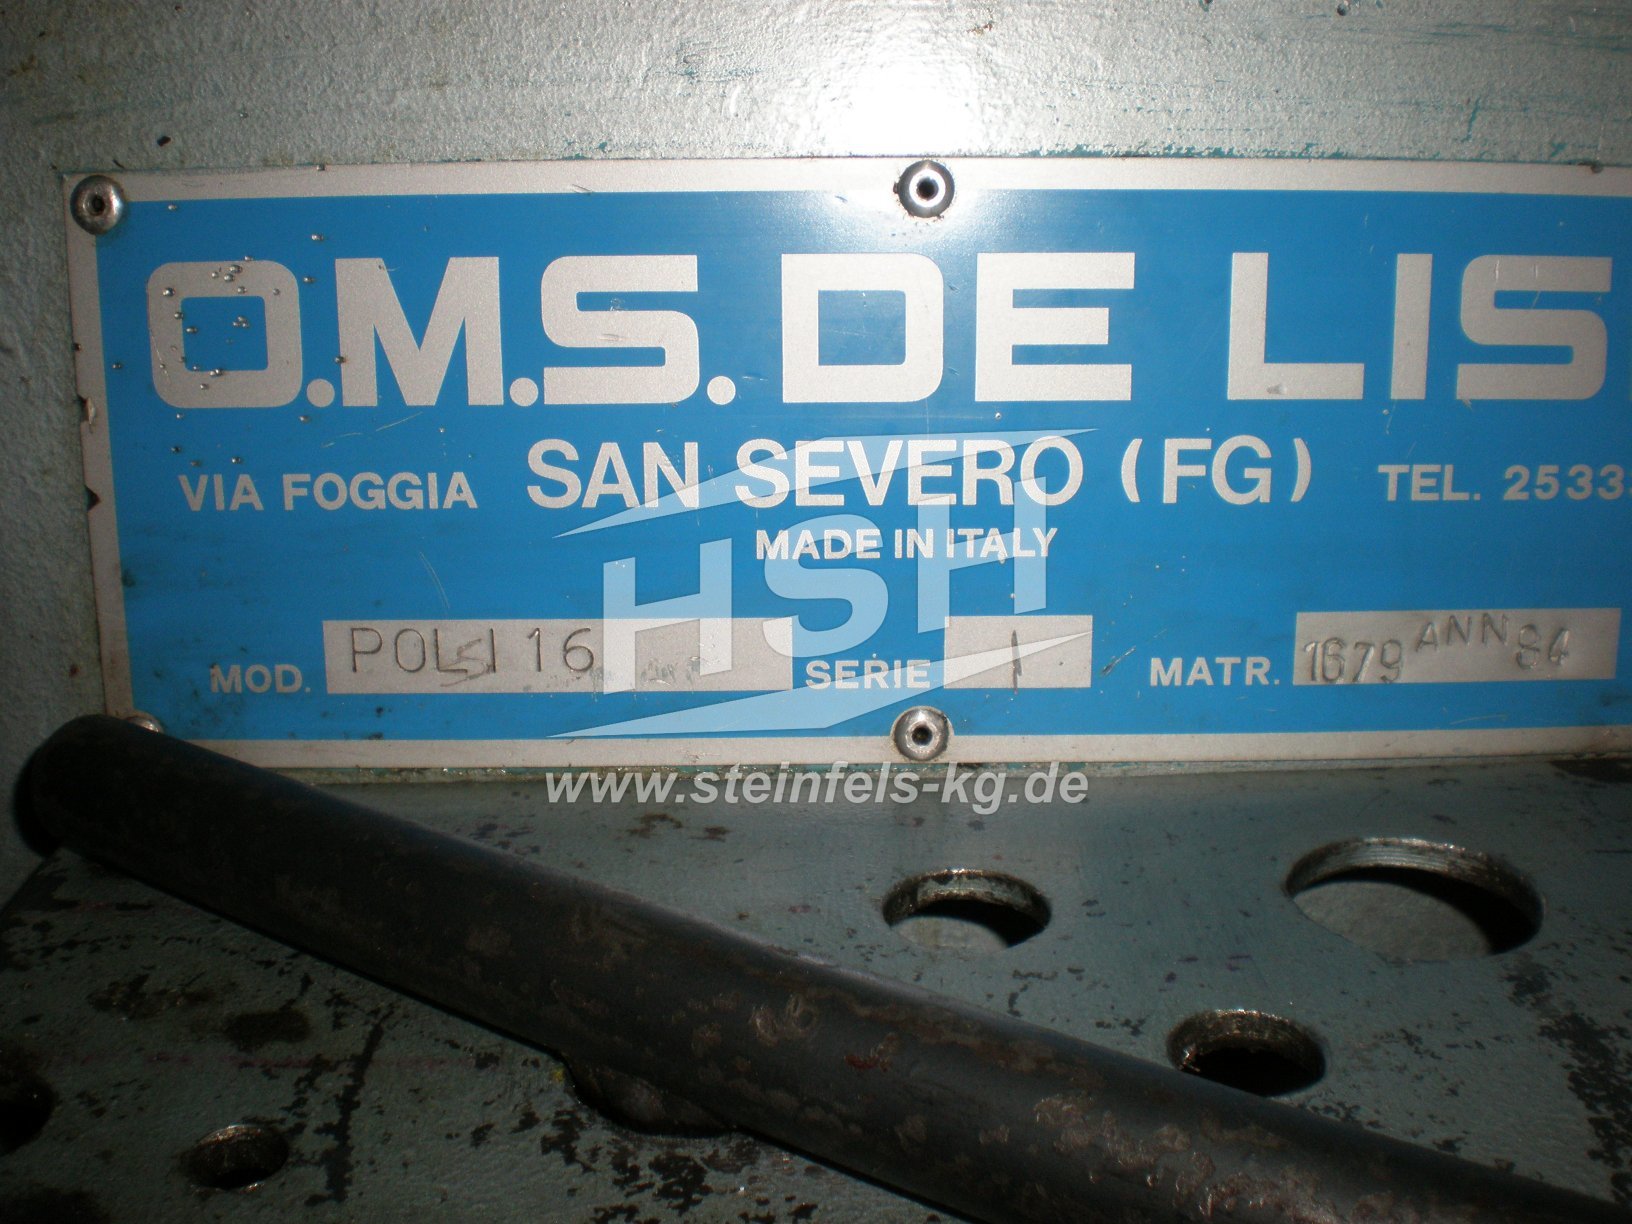 O.M.S. DE LIS
VIA FOGGIA SAN SEVERO (FG) TEL. 2533
MADE IN ITALY
HSH
MOD. SERIE 1 MATR. 1679 ANN 84
16
www.steinfels-kg.de